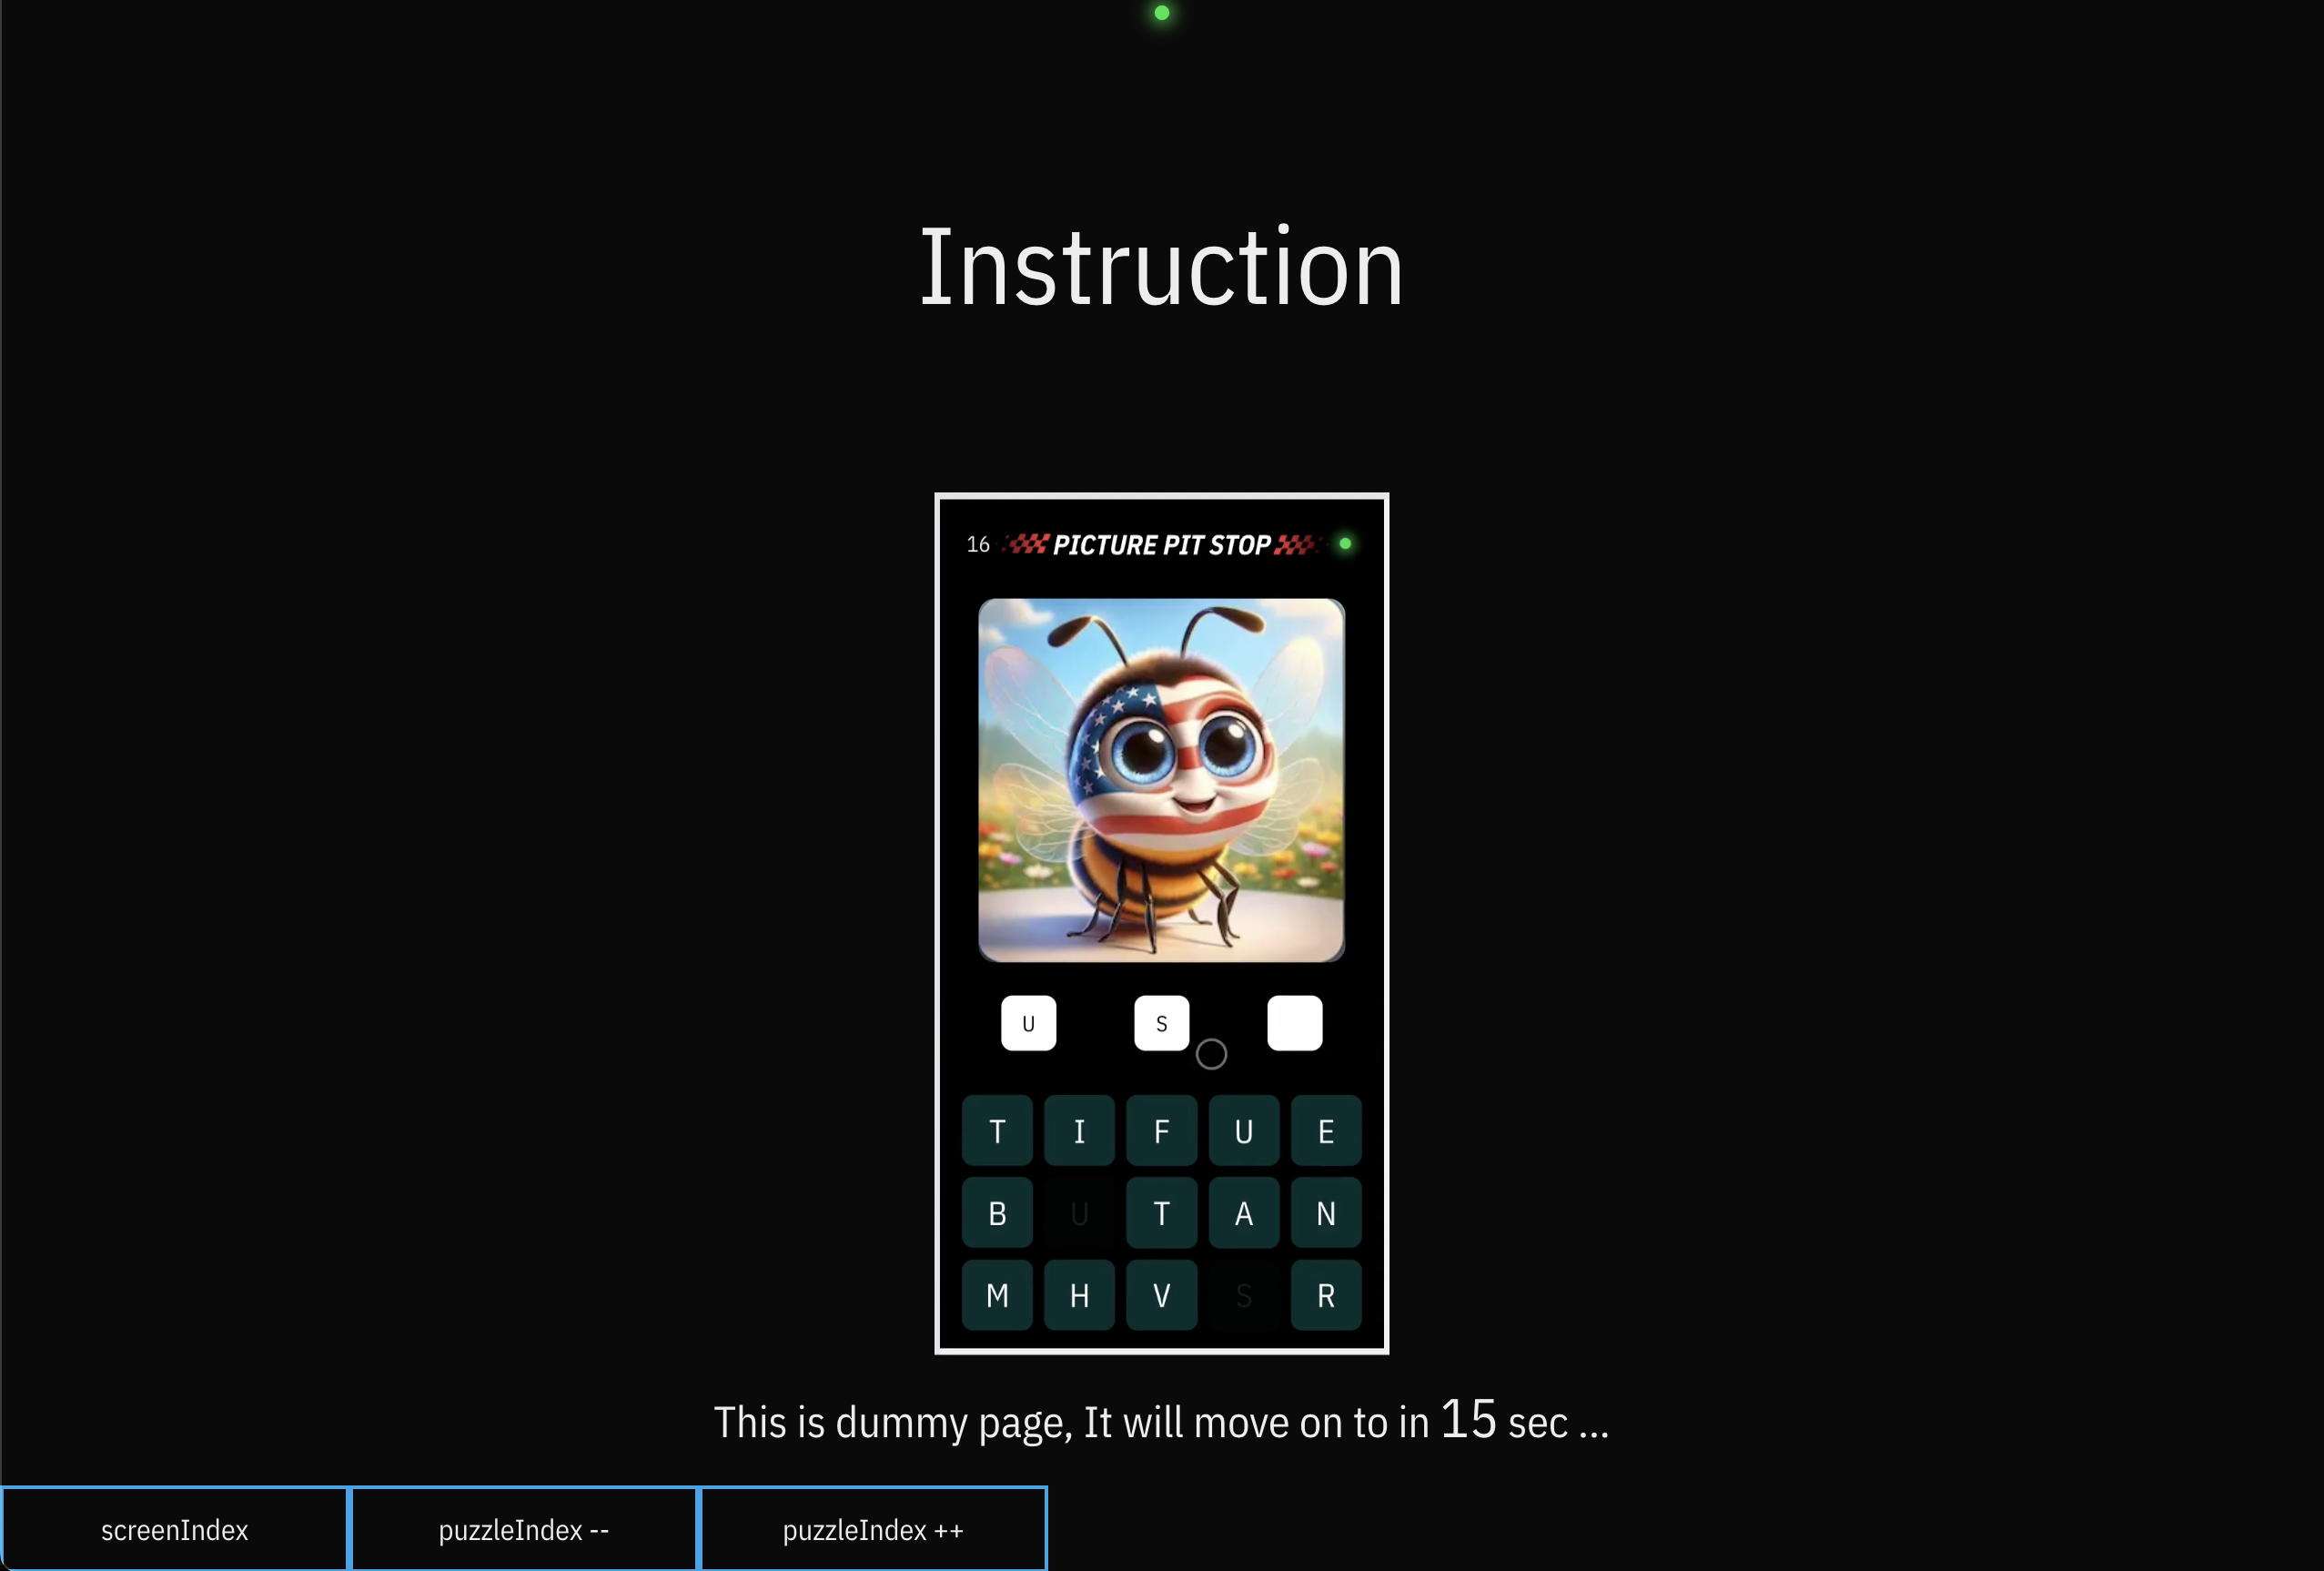 Instruction
16 PICTURE PIT STOP
U S
T I F U E
B U T A N
M H V S R
This is dummy page, It will move on to in 15 sec ...
screenIndex puzzleIndex -- puzzleIndex ++